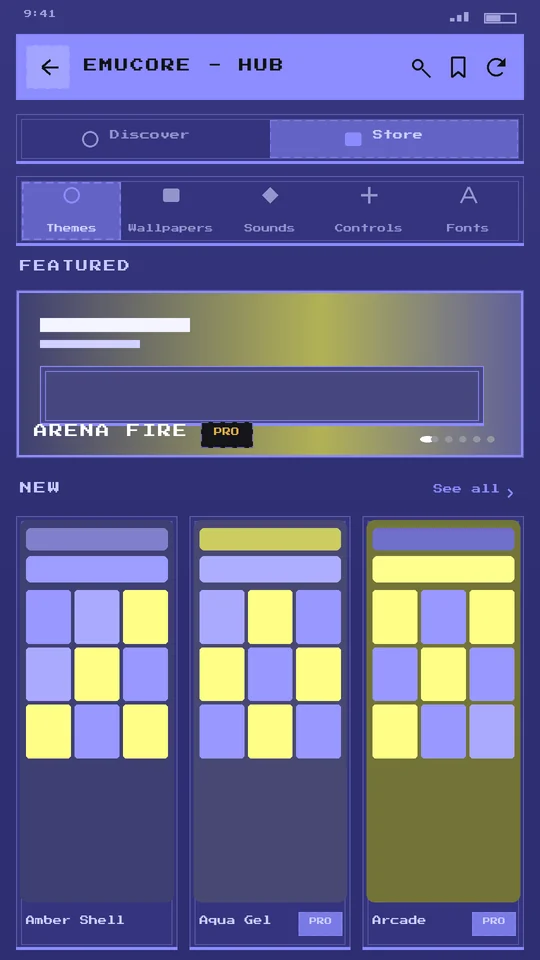 9:41
EMUCORE - HUB
Discover
Store
Themes
Wallpapers
Sounds
Controls
Fonts
FEATURED
ARENA FIRE
PRO
NEW
See all
Amber Shell
Aqua Gel
PRO
Arcade
PRO